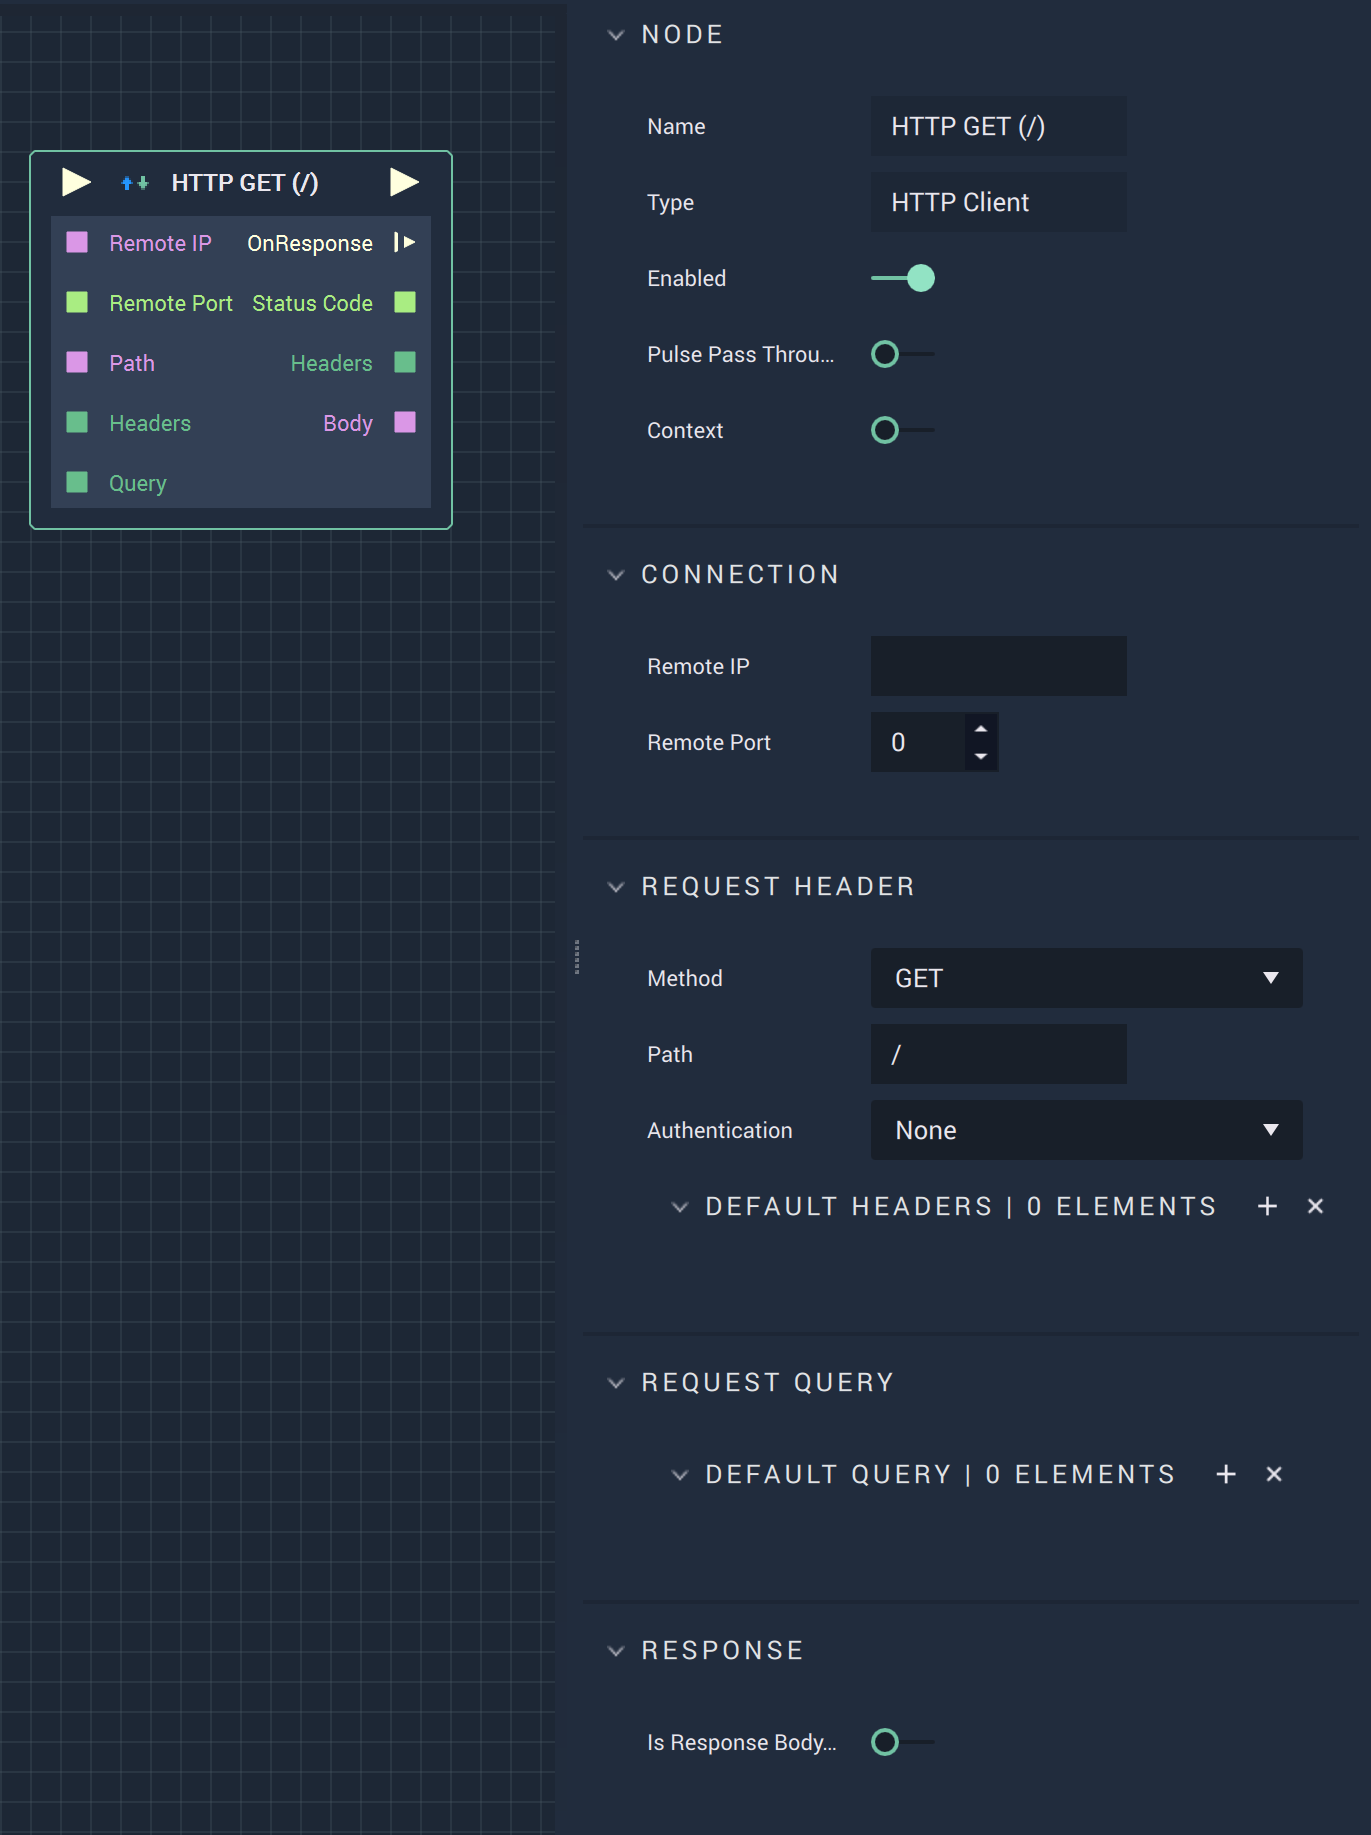 HTTP GET (/)
Remote IP OnResponse
Remote Port Status Code
Path Headers
Headers Body
Query
NODE
Name HTTP GET (/)
Type HTTP Client
Enabled
Pulse Pass Throu...
Context
CONNECTION
Remote IP
Remote Port 0
REQUEST HEADER
Method GET
Path /
Authentication None
DEFAULT HEADERS | 0 ELEMENTS
REQUEST QUERY
DEFAULT QUERY | 0 ELEMENTS
RESPONSE
Is Response Body...